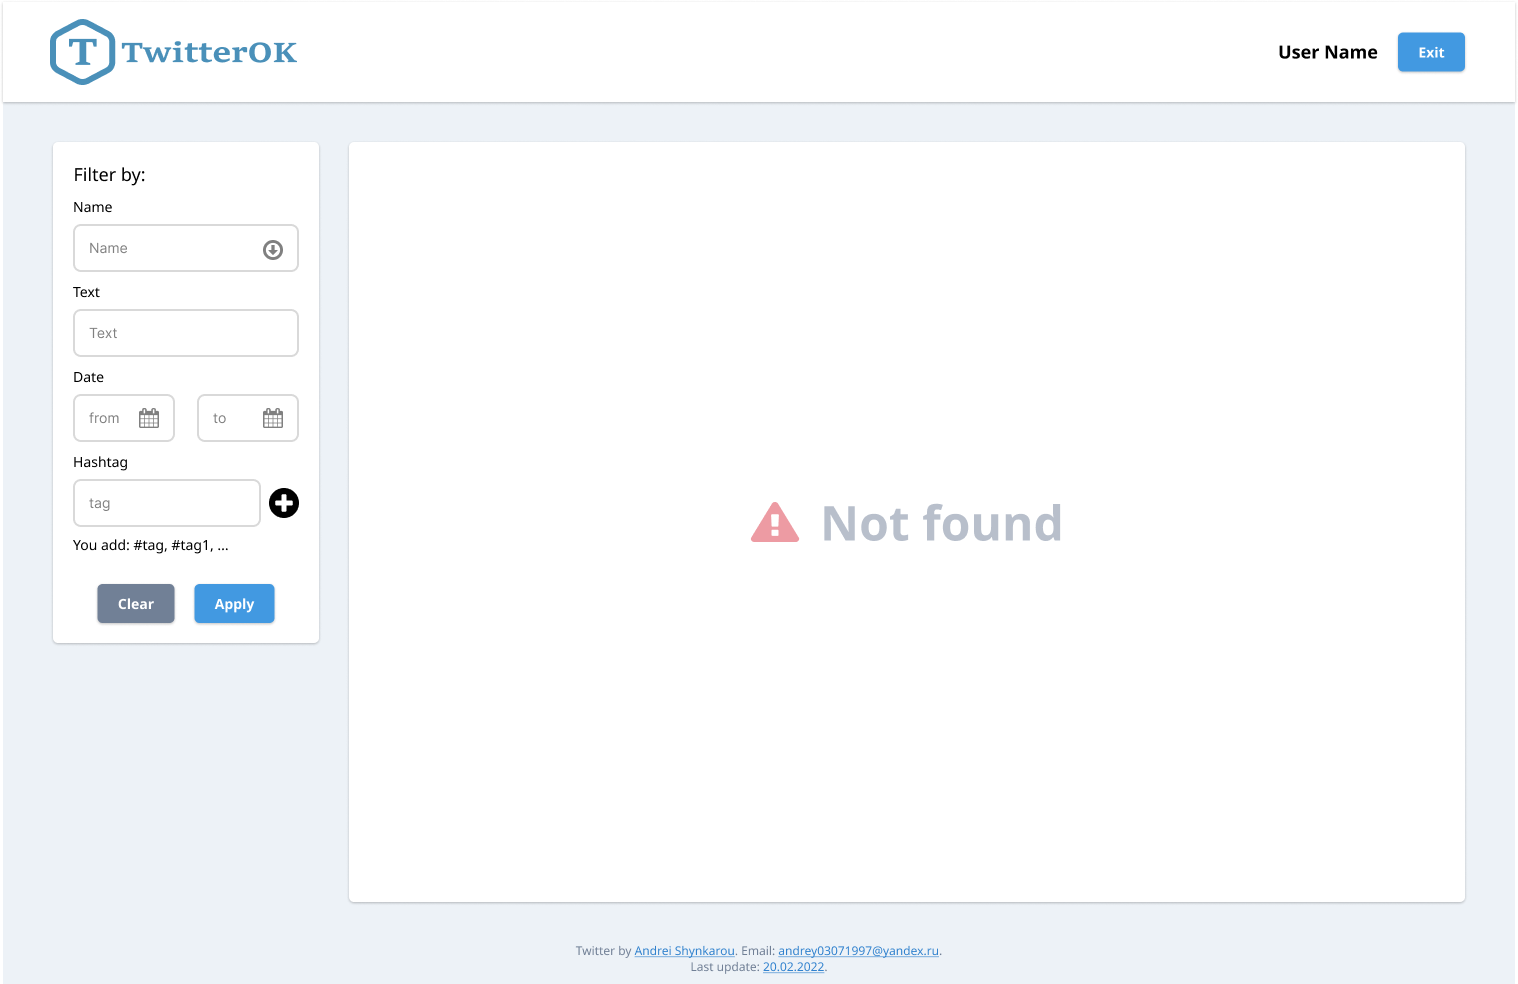 T TwitterOK
User Name
Exit
Filter by:
Name
Name
Text
Text
Date
from
to
Hashtag
tag
You add: #tag, #tag1, ...
Clear
Apply
Not found
Twitter by Andrei Shynkarou. Email: andrey03071997@yandex.ru.
Last update: 20.02.2022.